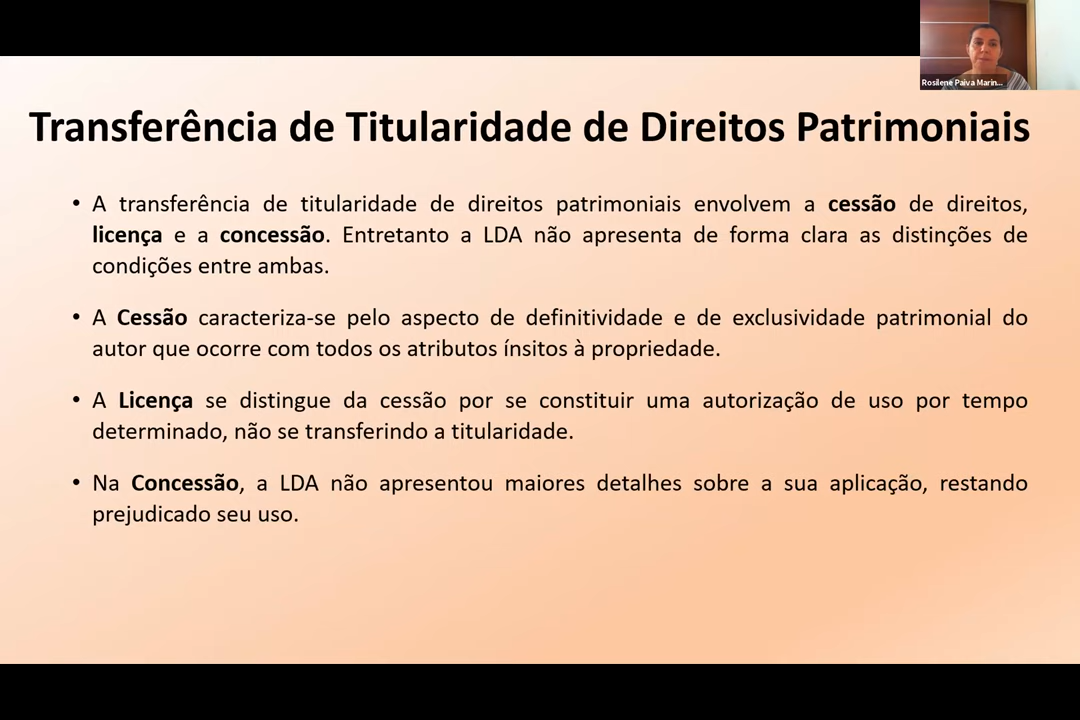 Rosilene Paiva Marin...
Transferência de Titularidade de Direitos Patrimoniais
• A transferência de titularidade de direitos patrimoniais envolvem a cessão de direitos,
licença e a concessão. Entretanto a LDA não apresenta de forma clara as distinções de
condições entre ambas.
• A Cessão caracteriza-se pelo aspecto de definitividade e de exclusividade patrimonial do
autor que ocorre com todos os atributos ínsitos à propriedade.
• A Licença se distingue da cessão por se constituir uma autorização de uso por tempo
determinado, não se transferindo a titularidade.
• Na Concessão, a LDA não apresentou maiores detalhes sobre a sua aplicação, restando
prejudicado seu uso.